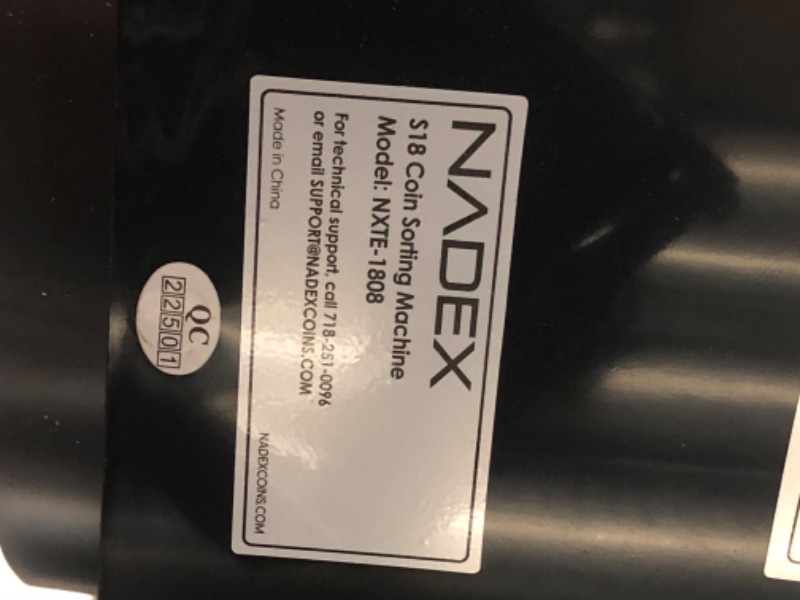 NADEX
S18 Coin Sorting Machine
Model: NXTE-1808
For technical support, call 718-251-0096
or email SUPPORT@NADEXCOINS.COM
Made in China
NADEXCOINS.COM
QC
22501